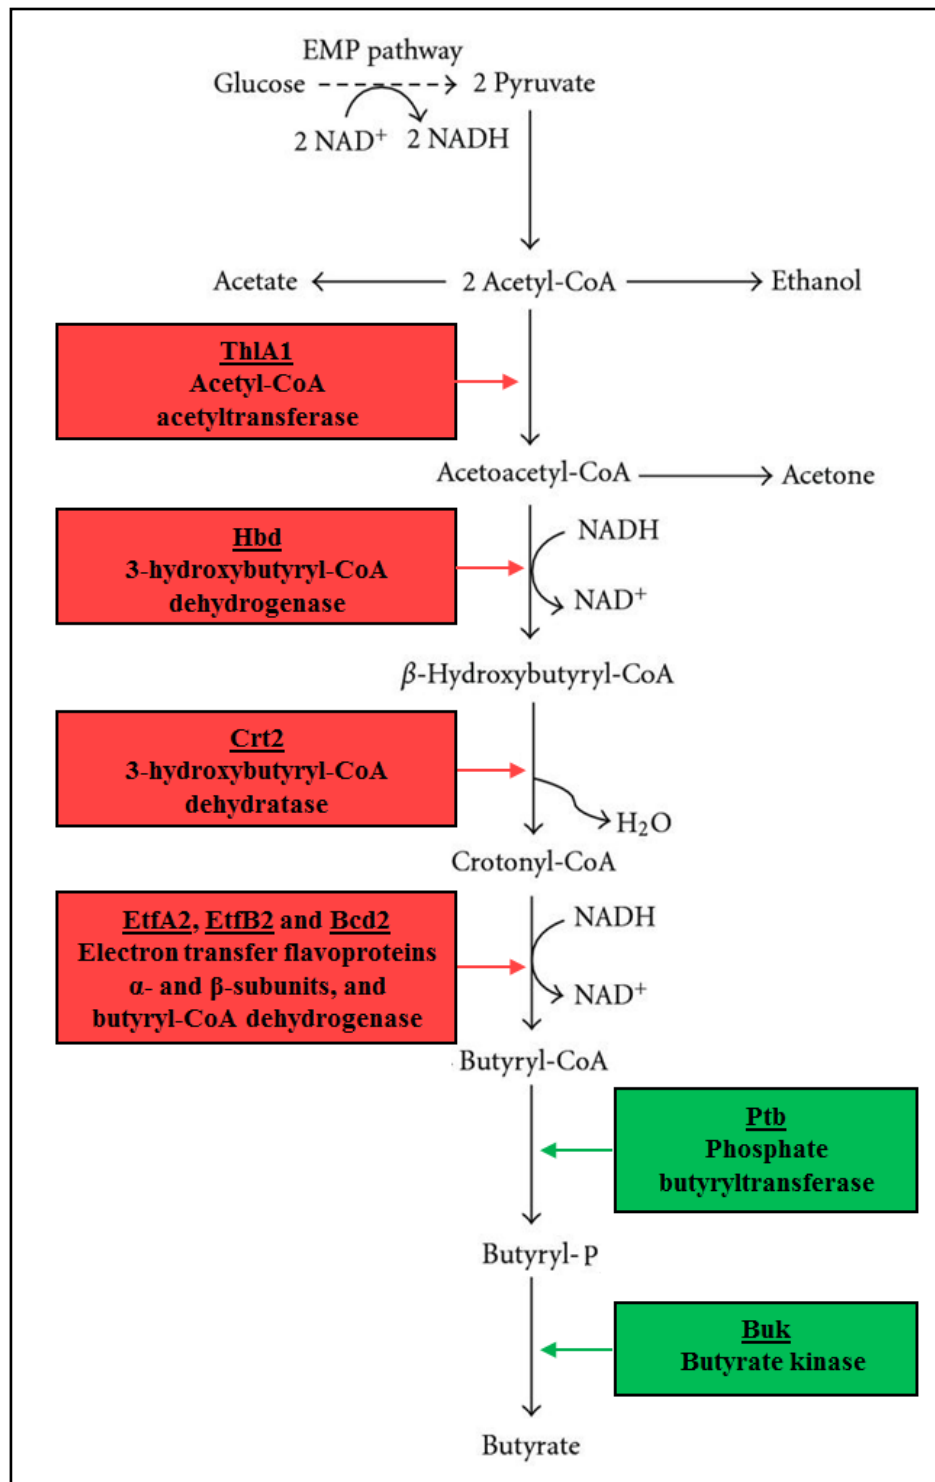 EMP pathway
Glucose 2 Pyruvate
2 NAD⁺ 2 NADH
Acetate 2 Acetyl-CoA Ethanol
ThlA1
Acetyl-CoA
acetyltransferase
Acetoacetyl-CoA Acetone
Hbd
3-hydroxybutyryl-CoA
dehydrogenase
NADH
NAD⁺
β-Hydroxybutyryl-CoA
Crt2
3-hydroxybutyryl-CoA
dehydratase
H₂O
Crotonyl-CoA
EtfA2, EtfB2 and Bcd2
Electron transfer flavoproteins
α- and β-subunits, and
butyryl-CoA dehydrogenase
NADH
NAD⁺
Butyryl-CoA
Ptb
Phosphate
butyryltransferase
Butyryl-P
Buk
Butyrate kinase
Butyrate